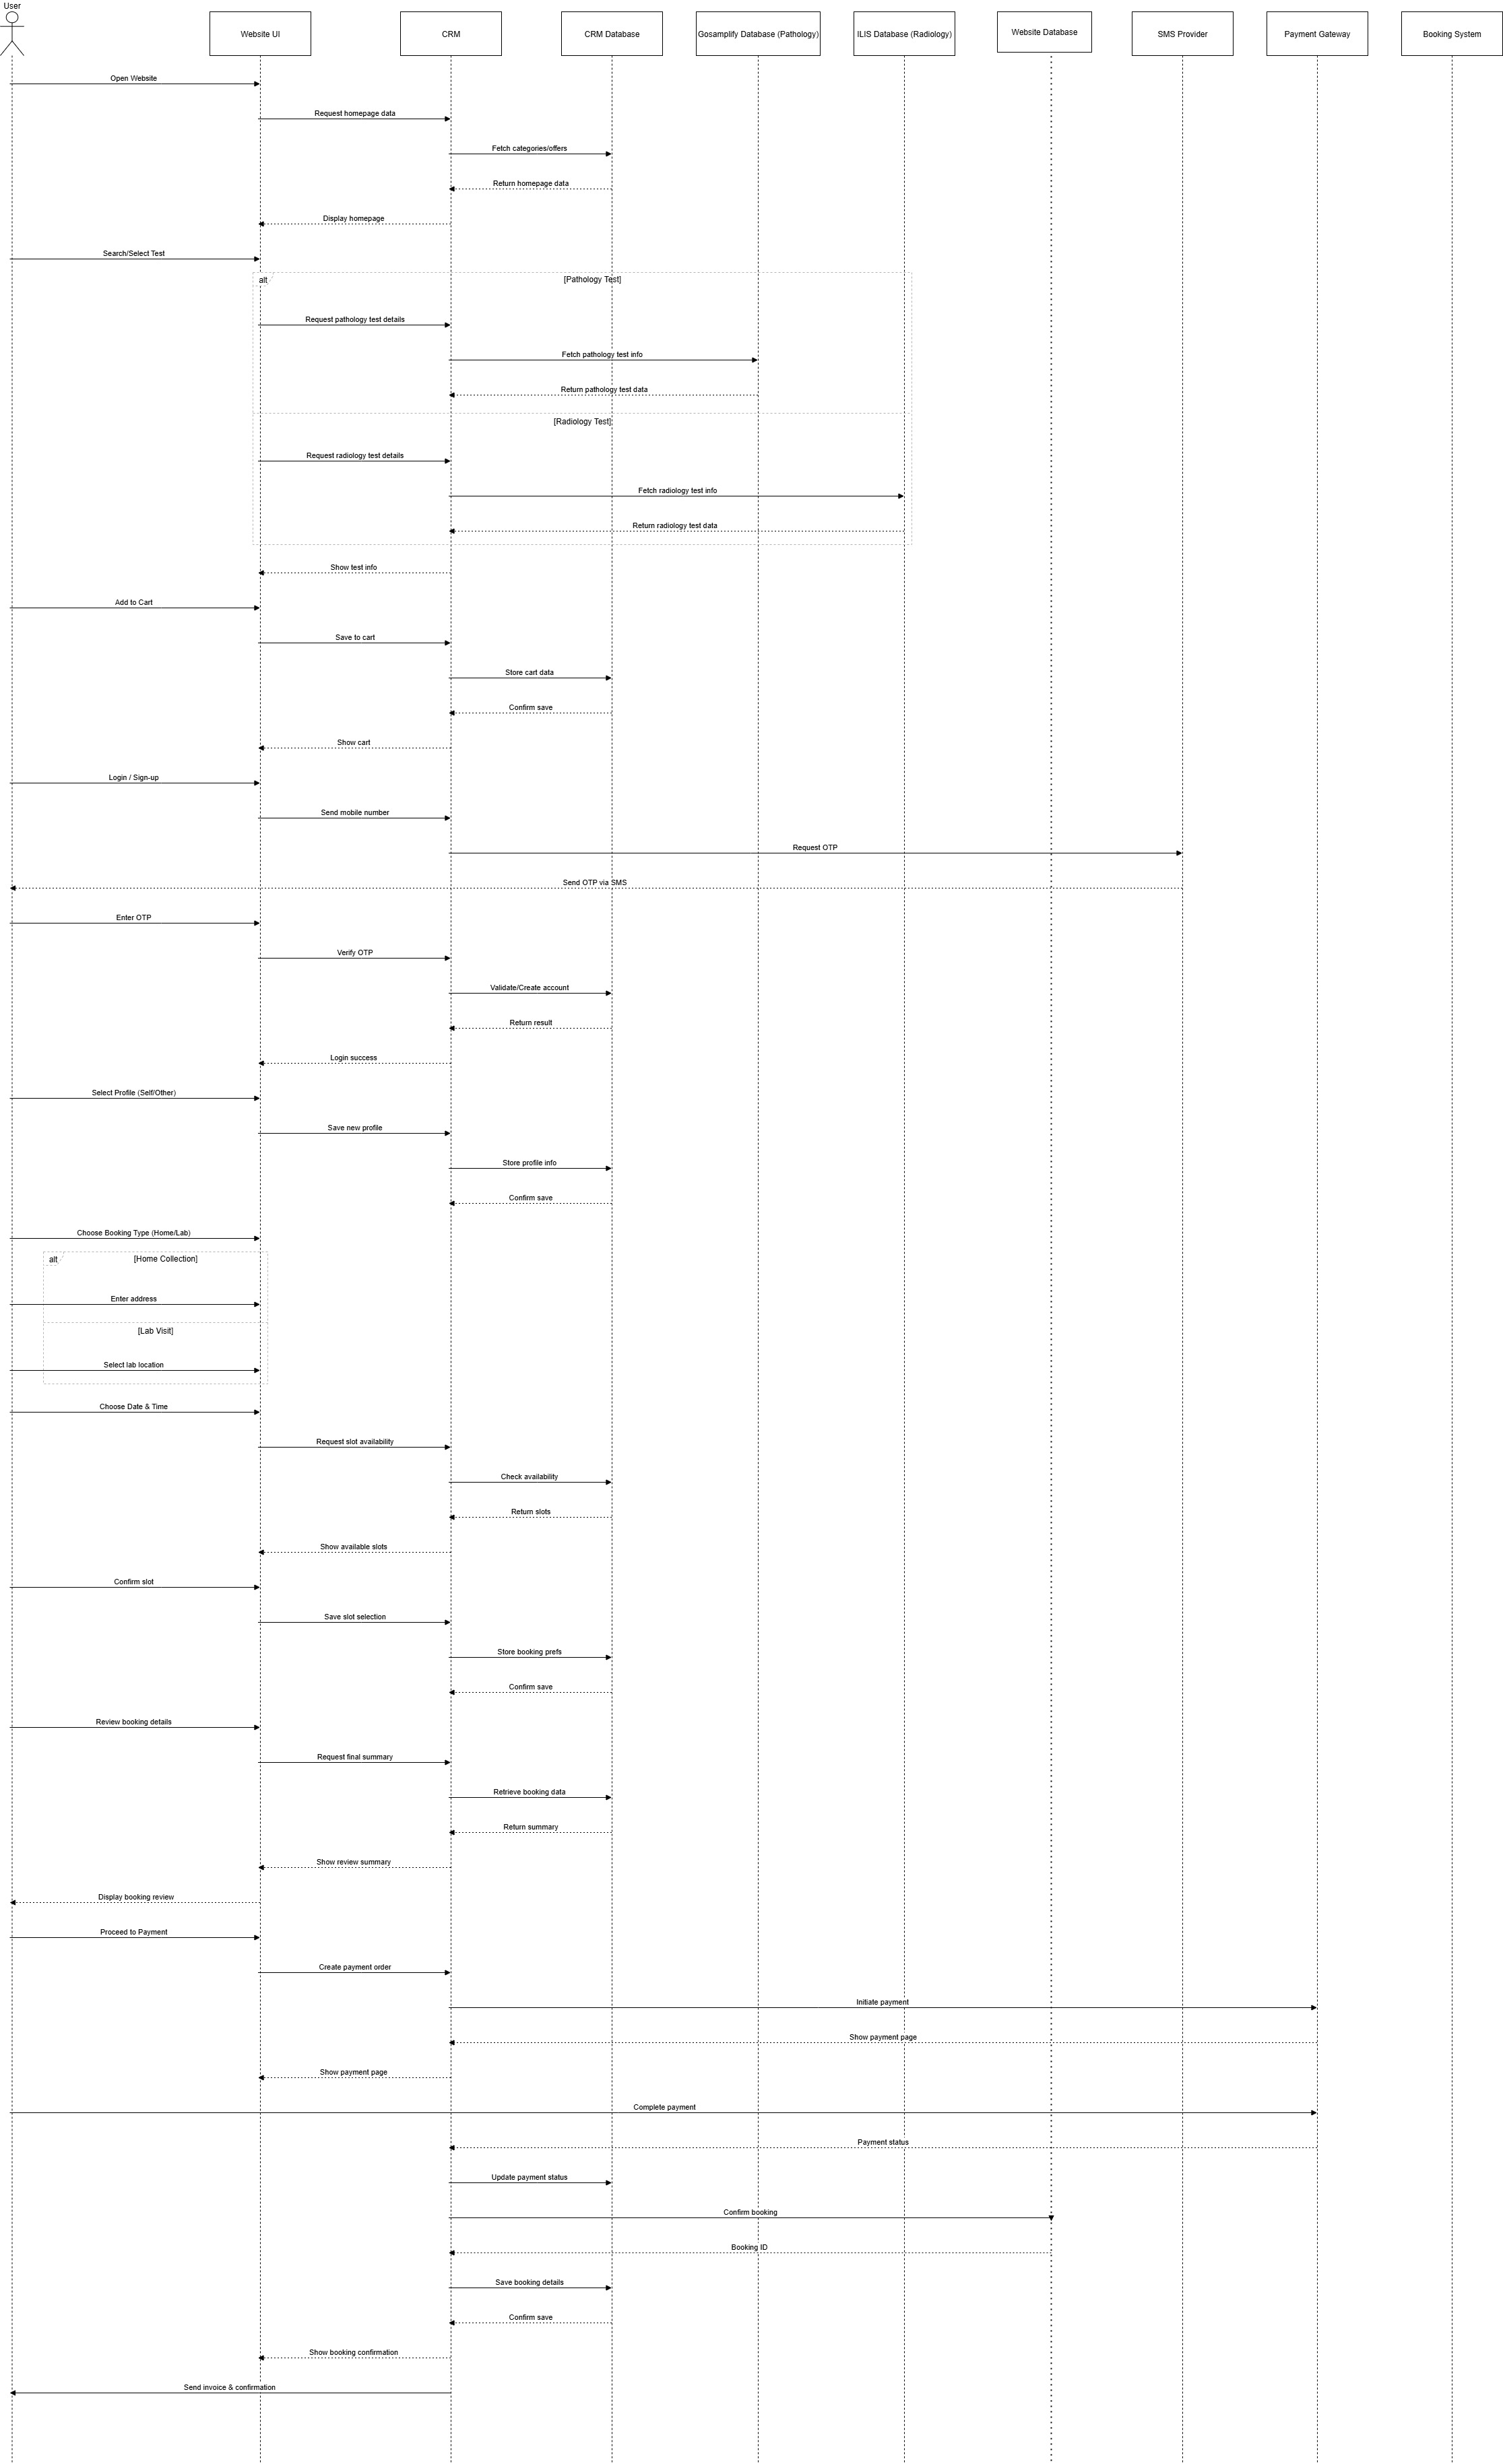 User
Website UI
CRM
CRM Database
Gosamplify Database (Pathology)
ILIS Database (Radiology)
Website Database
SMS Provider
Payment Gateway
Booking System
Open Website
Request homepage data
Fetch categories/offers
Return homepage data
Display homepage
Search/Select Test
alt
[Pathology Test]
Request pathology test details
Fetch pathology test info
Return pathology test data
[Radiology Test]
Request radiology test details
Fetch radiology test info
Return radiology test data
Show test info
Add to Cart
Save to cart
Store cart data
Confirm save
Show cart
Login / Sign-up
Send mobile number
Request OTP
Send OTP via SMS
Enter OTP
Verify OTP
Validate/Create account
Return result
Login success
Select Profile (Self/Other)
Save new profile
Store profile info
Confirm save
Choose Booking Type (Home/Lab)
alt
[Home Collection]
Enter address
[Lab Visit]
Select lab location
Choose Date & Time
Request slot availability
Check availability
Return slots
Show available slots
Confirm slot
Save slot selection
Store booking prefs
Confirm save
Review booking details
Request final summary
Retrieve booking data
Return summary
Show review summary
Display booking review
Proceed to Payment
Create payment order
Initiate payment
Show payment page
Show payment page
Complete payment
Payment status
Update payment status
Confirm booking
Booking ID
Save booking details
Confirm save
Show booking confirmation
Send invoice & confirmation